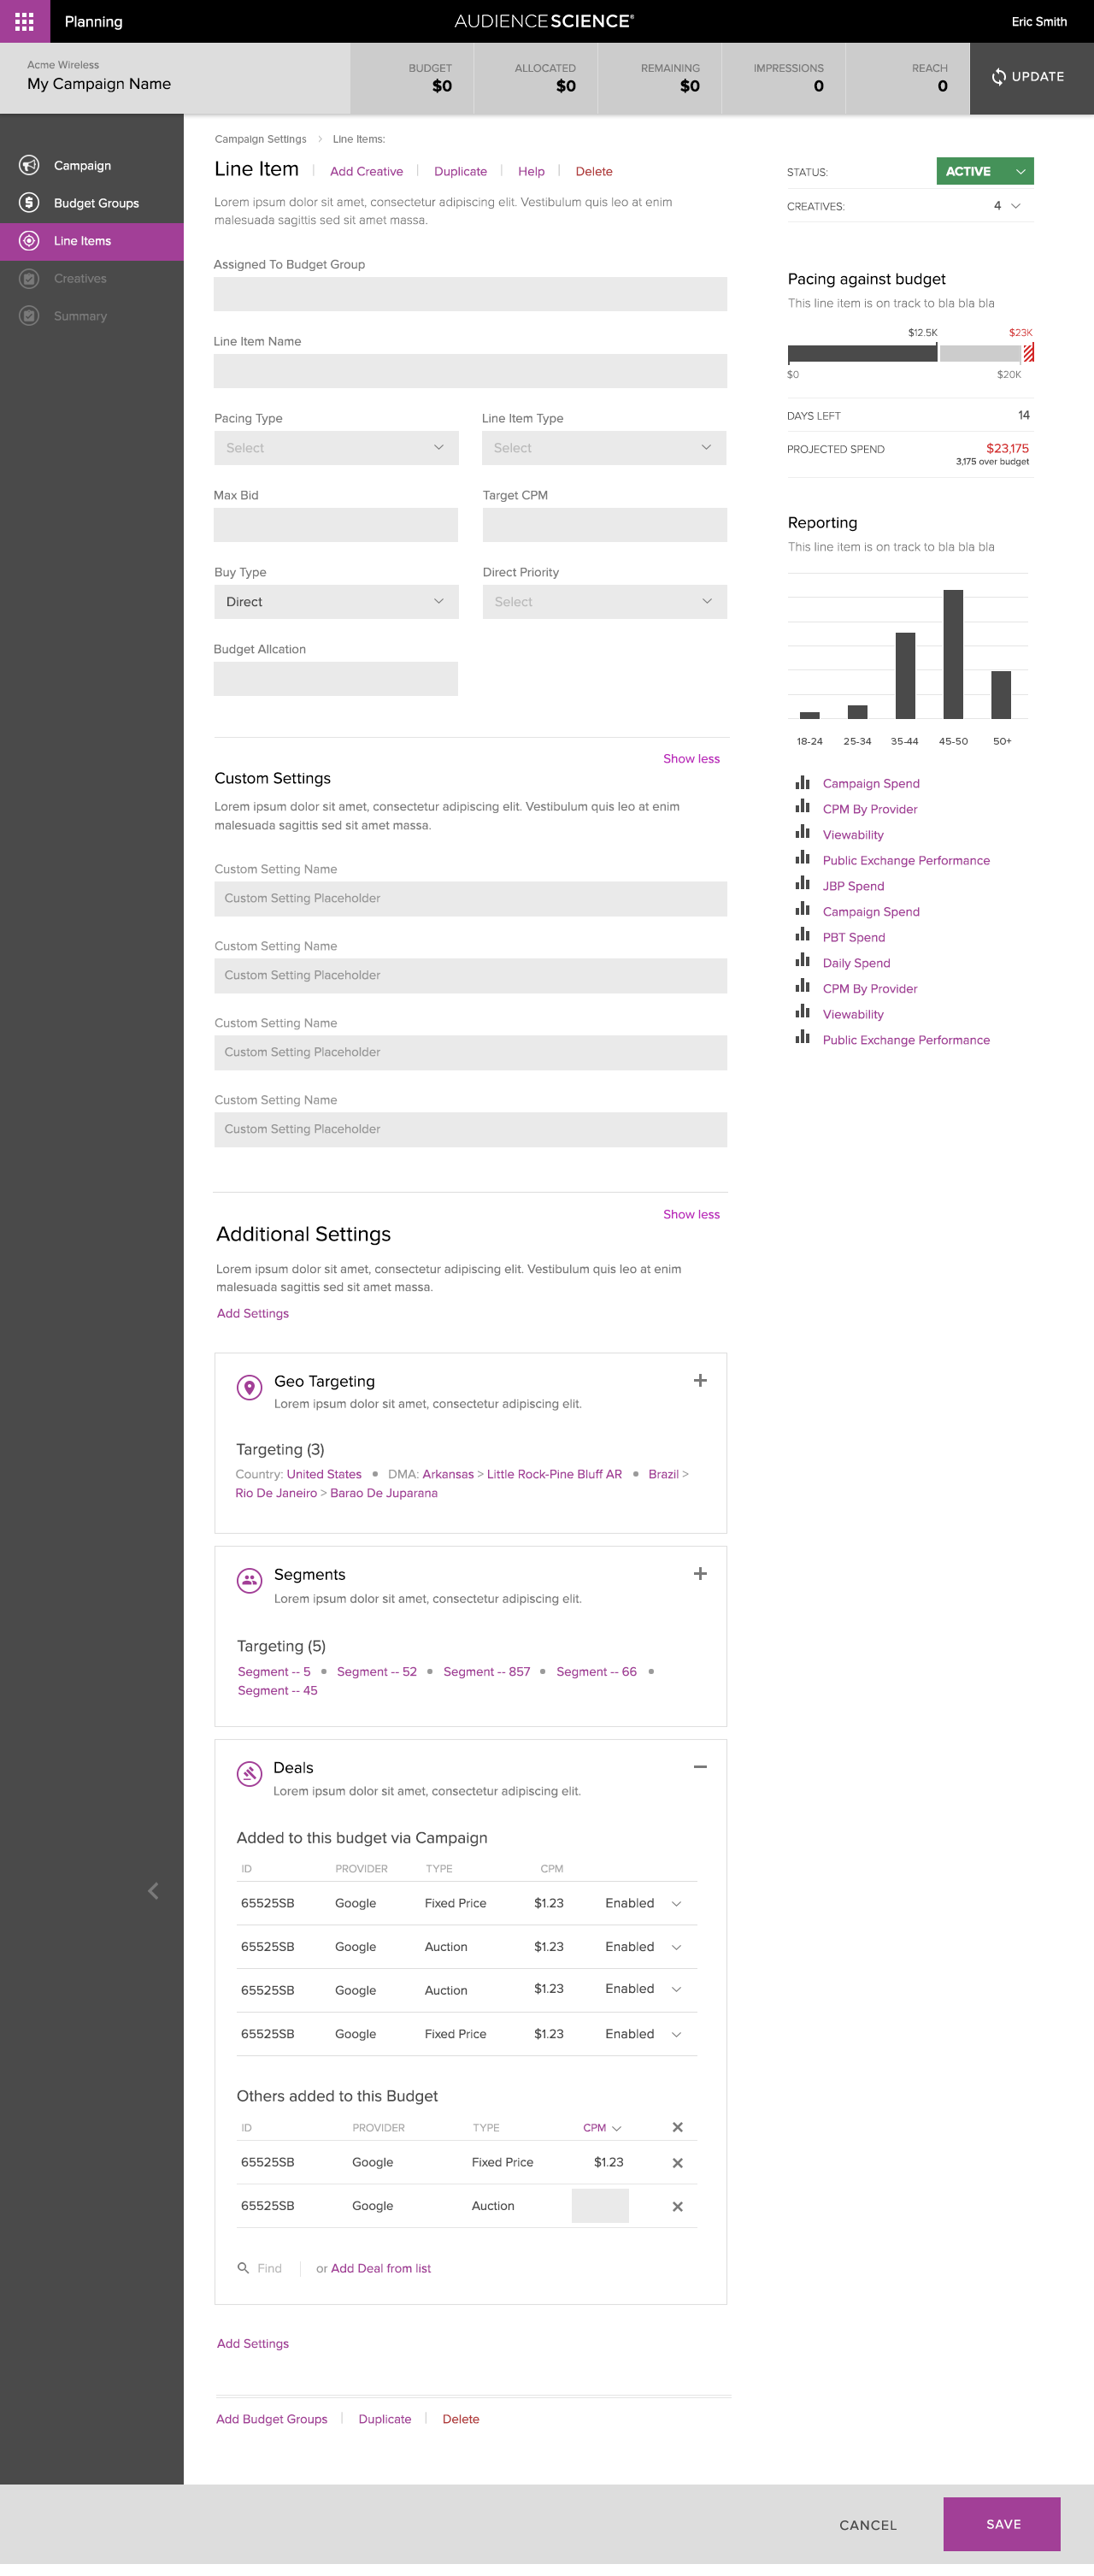 Planning
AUDIENCESCIENCE®
Eric Smith
Acme Wireless
My Campaign Name
BUDGET
$0
ALLOCATED
$0
REMAINING
$0
IMPRESSIONS
0
REACH
0
UPDATE
Campaign
Budget Groups
Line Items
Creatives
Summary
Campaign Settings > Line Items:
Line Item | Add Creative | Duplicate | Help | Delete
Lorem ipsum dolor sit amet, consectetur adipiscing elit. Vestibulum quis leo at enim
malesuada sagittis sed sit amet massa.
Assigned To Budget Group
Line Item Name
Pacing Type
Line Item Type
Select
Select
Max Bid
Target CPM
Buy Type
Direct Priority
Direct
Select
Budget Allcation
Show less
Custom Settings
Lorem ipsum dolor sit amet, consectetur adipiscing elit. Vestibulum quis leo at enim
malesuada sagittis sed sit amet massa.
Custom Setting Name
Custom Setting Placeholder
Custom Setting Name
Custom Setting Placeholder
Custom Setting Name
Custom Setting Placeholder
Custom Setting Name
Custom Setting Placeholder
Show less
Additional Settings
Lorem ipsum dolor sit amet, consectetur adipiscing elit. Vestibulum quis leo at enim
malesuada sagittis sed sit amet massa.
Add Settings
Geo Targeting
Lorem ipsum dolor sit amet, consectetur adipiscing elit.
Targeting (3)
Country: United States • DMA: Arkansas > Little Rock-Pine Bluff AR • Brazil >
Rio De Janeiro > Barao De Juparana
Segments
Lorem ipsum dolor sit amet, consectetur adipiscing elit.
Targeting (5)
Segment -- 5 • Segment -- 52 • Segment -- 857 • Segment -- 66 •
Segment -- 45
Deals
Lorem ipsum dolor sit amet, consectetur adipiscing elit.
Added to this budget via Campaign
ID PROVIDER TYPE CPM
65525SB Google Fixed Price $1.23 Enabled
65525SB Google Auction $1.23 Enabled
65525SB Google Auction $1.23 Enabled
65525SB Google Fixed Price $1.23 Enabled
Others added to this Budget
ID PROVIDER TYPE CPM
65525SB Google Fixed Price $1.23
65525SB Google Auction
Find | or Add Deal from list
Add Settings
Add Budget Groups | Duplicate | Delete
STATUS: ACTIVE
CREATIVES: 4
Pacing against budget
This line item is on track to bla bla bla
$12.5K $23K
$0 $20K
DAYS LEFT 14
PROJECTED SPEND $23,175
3,175 over budget
Reporting
This line item is on track to bla bla bla
18-24 25-34 35-44 45-50 50+
Campaign Spend
CPM By Provider
Viewability
Public Exchange Performance
JBP Spend
Campaign Spend
PBT Spend
Daily Spend
CPM By Provider
Viewability
Public Exchange Performance
CANCEL
SAVE